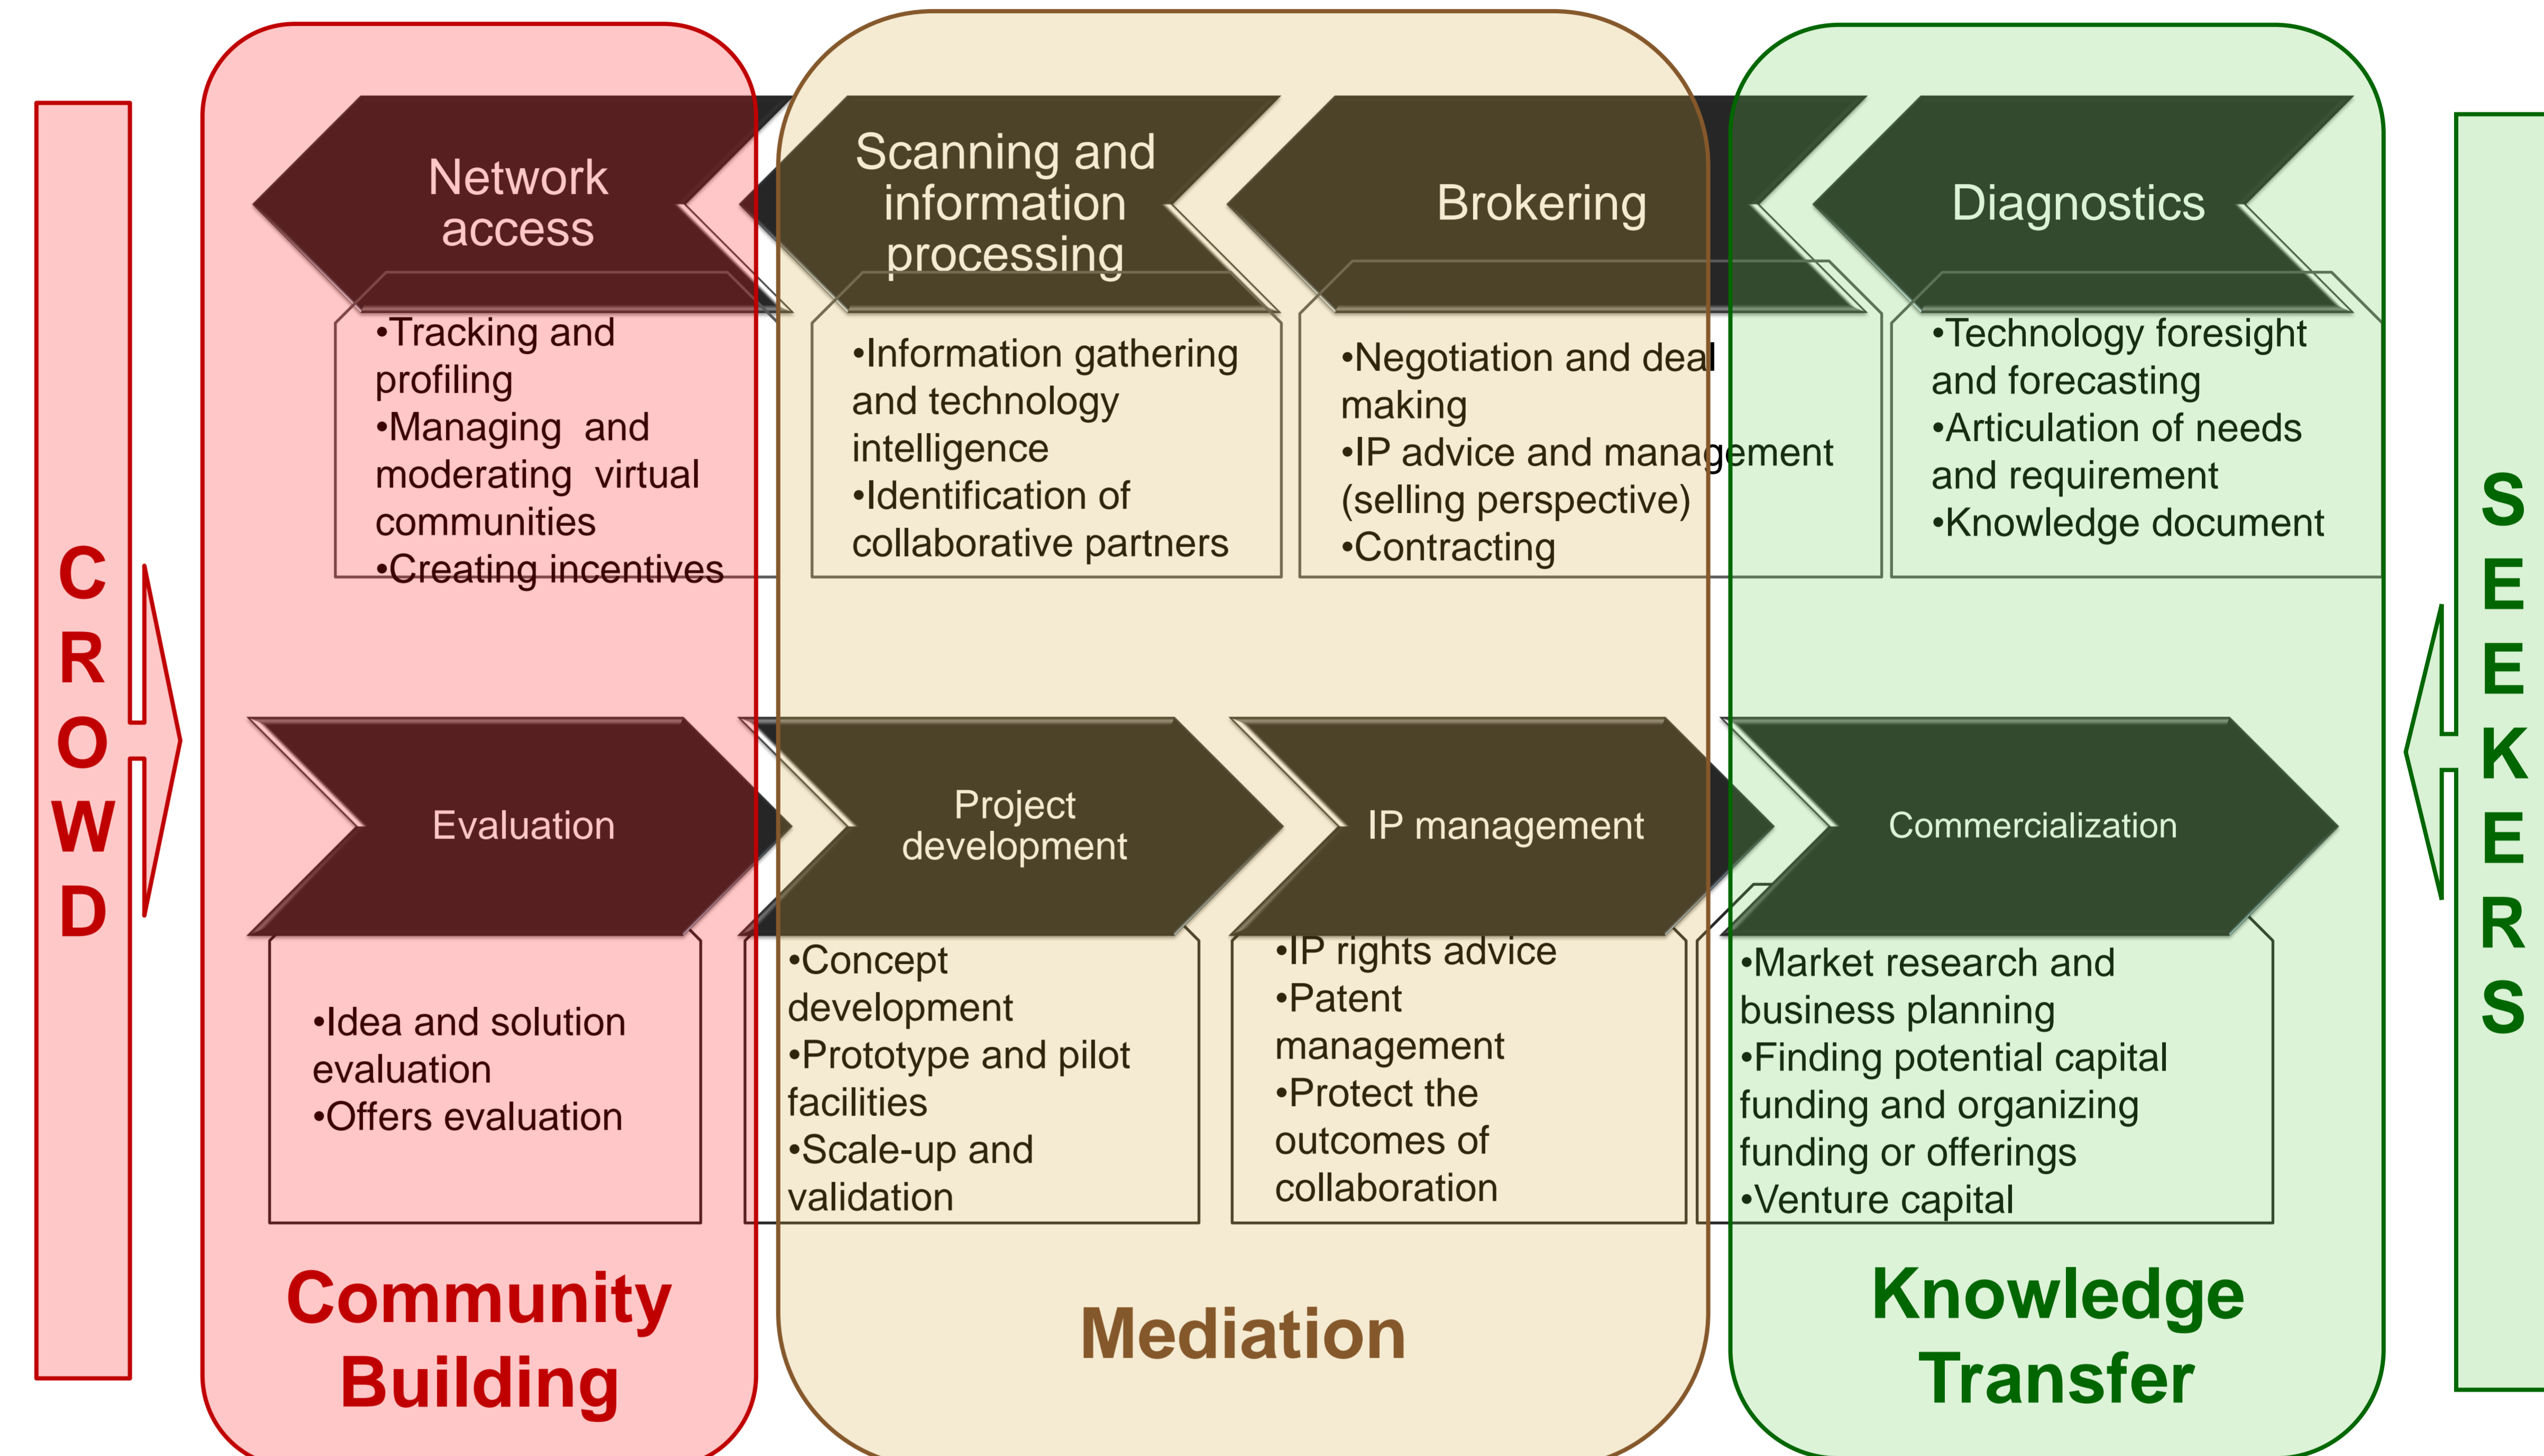 CROWD
Network
access
•Tracking and
profiling
•Managing  and
moderating  virtual
communities
•Creating incentives
Scanning and
information
processing
•Information gathering
and technology
intelligence
•Identification of
collaborative partners
Brokering
•Negotiation and deal
making
•IP advice and management
(selling perspective)
•Contracting
Diagnostics
•Technology foresight
and forecasting
•Articulation of needs
and requirement
•Knowledge document
Evaluation
•Idea and solution
evaluation
•Offers evaluation
Project
development
•Concept
development
•Prototype and pilot
facilities
•Scale-up and
validation
IP management
•IP rights advice
•Patent
management
•Protect the
outcomes of
collaboration
Commercialization
•Market research and
business planning
•Finding potential capital
funding and organizing
funding or offerings
•Venture capital
Community
Building
Mediation
Knowledge
Transfer
SEEKERS